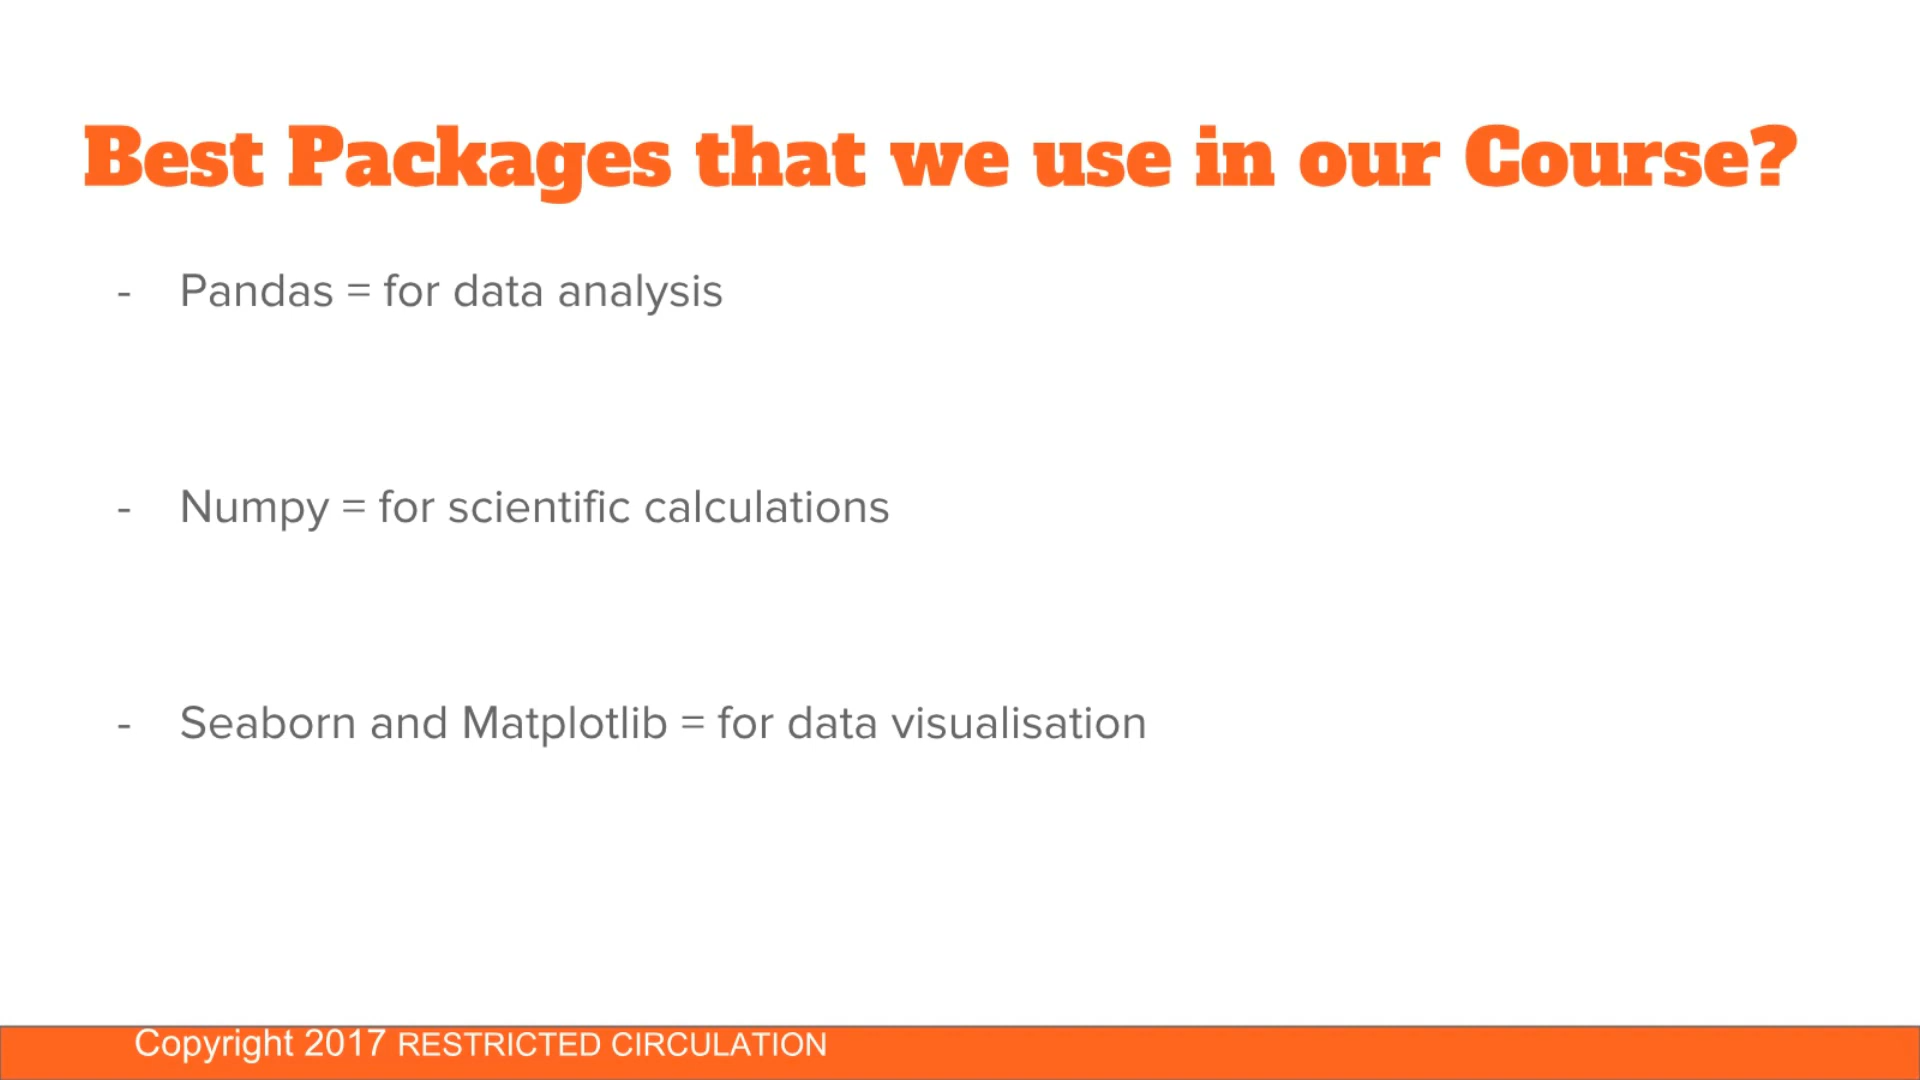 Best Packages that we use in our Course?
- Pandas = for data analysis
- Numpy = for scientific calculations
- Seaborn and Matplotlib = for data visualisation
Copyright 2017 RESTRICTED CIRCULATION